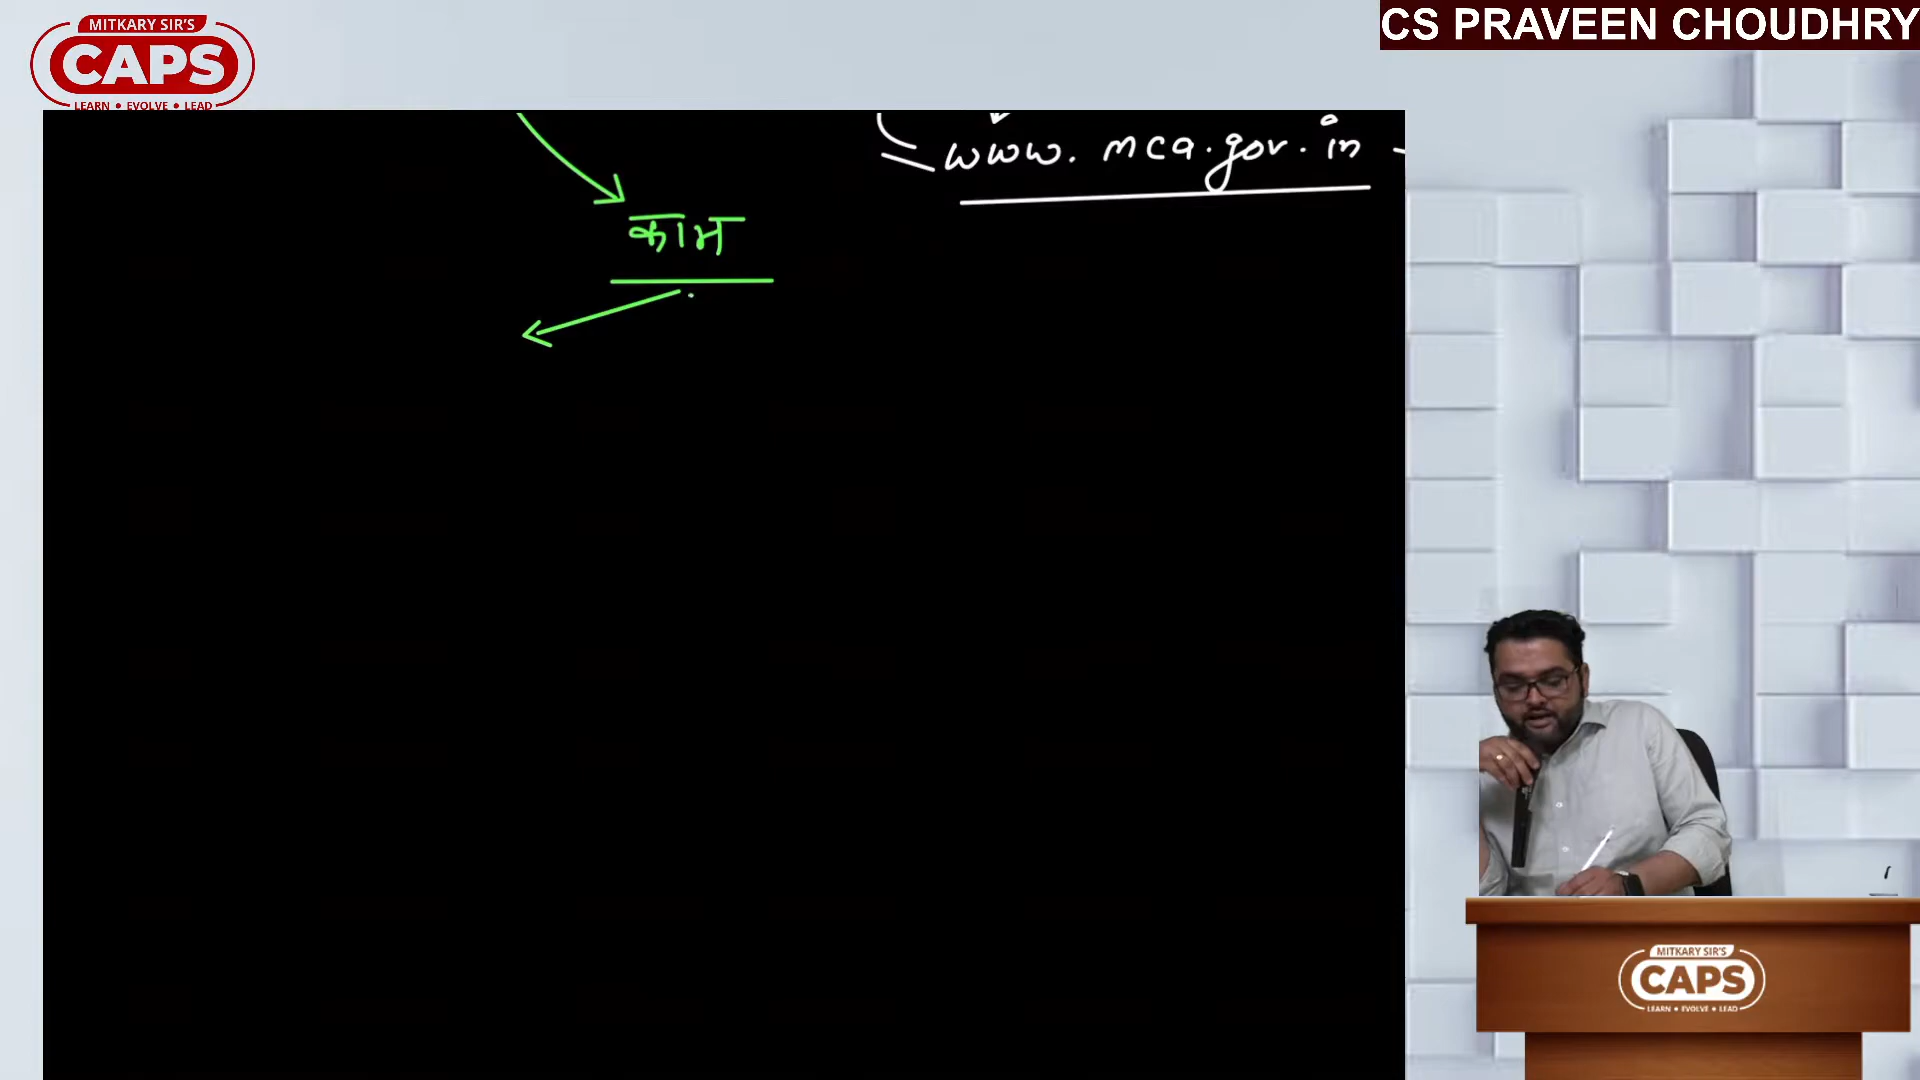 MITKARY SIR'S
CAPS
LEARN • EVOLVE • LEAD
CS PRAVEEN CHOUDHRY
www.mca.gov.in
काम
MITKARY SIR'S
CAPS
LEARN • EVOLVE • LEAD